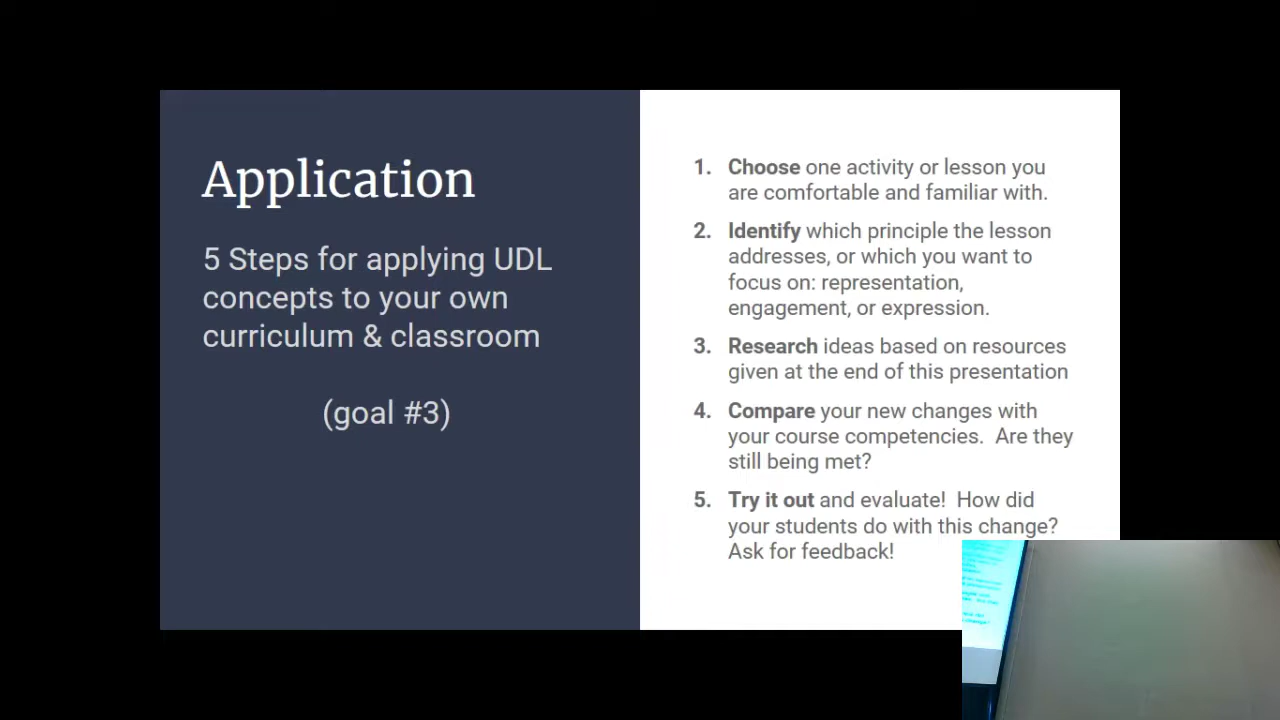 Application
5 Steps for applying UDL
concepts to your own
curriculum & classroom
(goal #3)
1. Choose one activity or lesson you
are comfortable and familiar with.
2. Identify which principle the lesson
addresses, or which you want to
focus on: representation,
engagement, or expression.
3. Research ideas based on resources
given at the end of this presentation
4. Compare your new changes with
your course competencies.  Are they
still being met?
5. Try it out and evaluate!  How did
your students do with this change?
Ask for feedback!